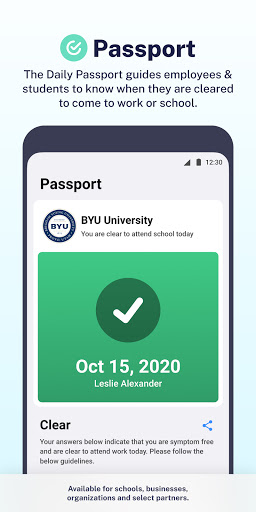 Passport
The Daily Passport guides employees &
students to know when they are cleared
to come to work or school.
12:30
Passport
BYU
BYU University
You are clear to attend school today
Oct 15, 2020
Leslie Alexander
Clear
Your answers below indicate that you are symptom free
and are clear to attend work today. Please follow the
below guidelines.
Available for schools, businesses,
organizations and select partners.